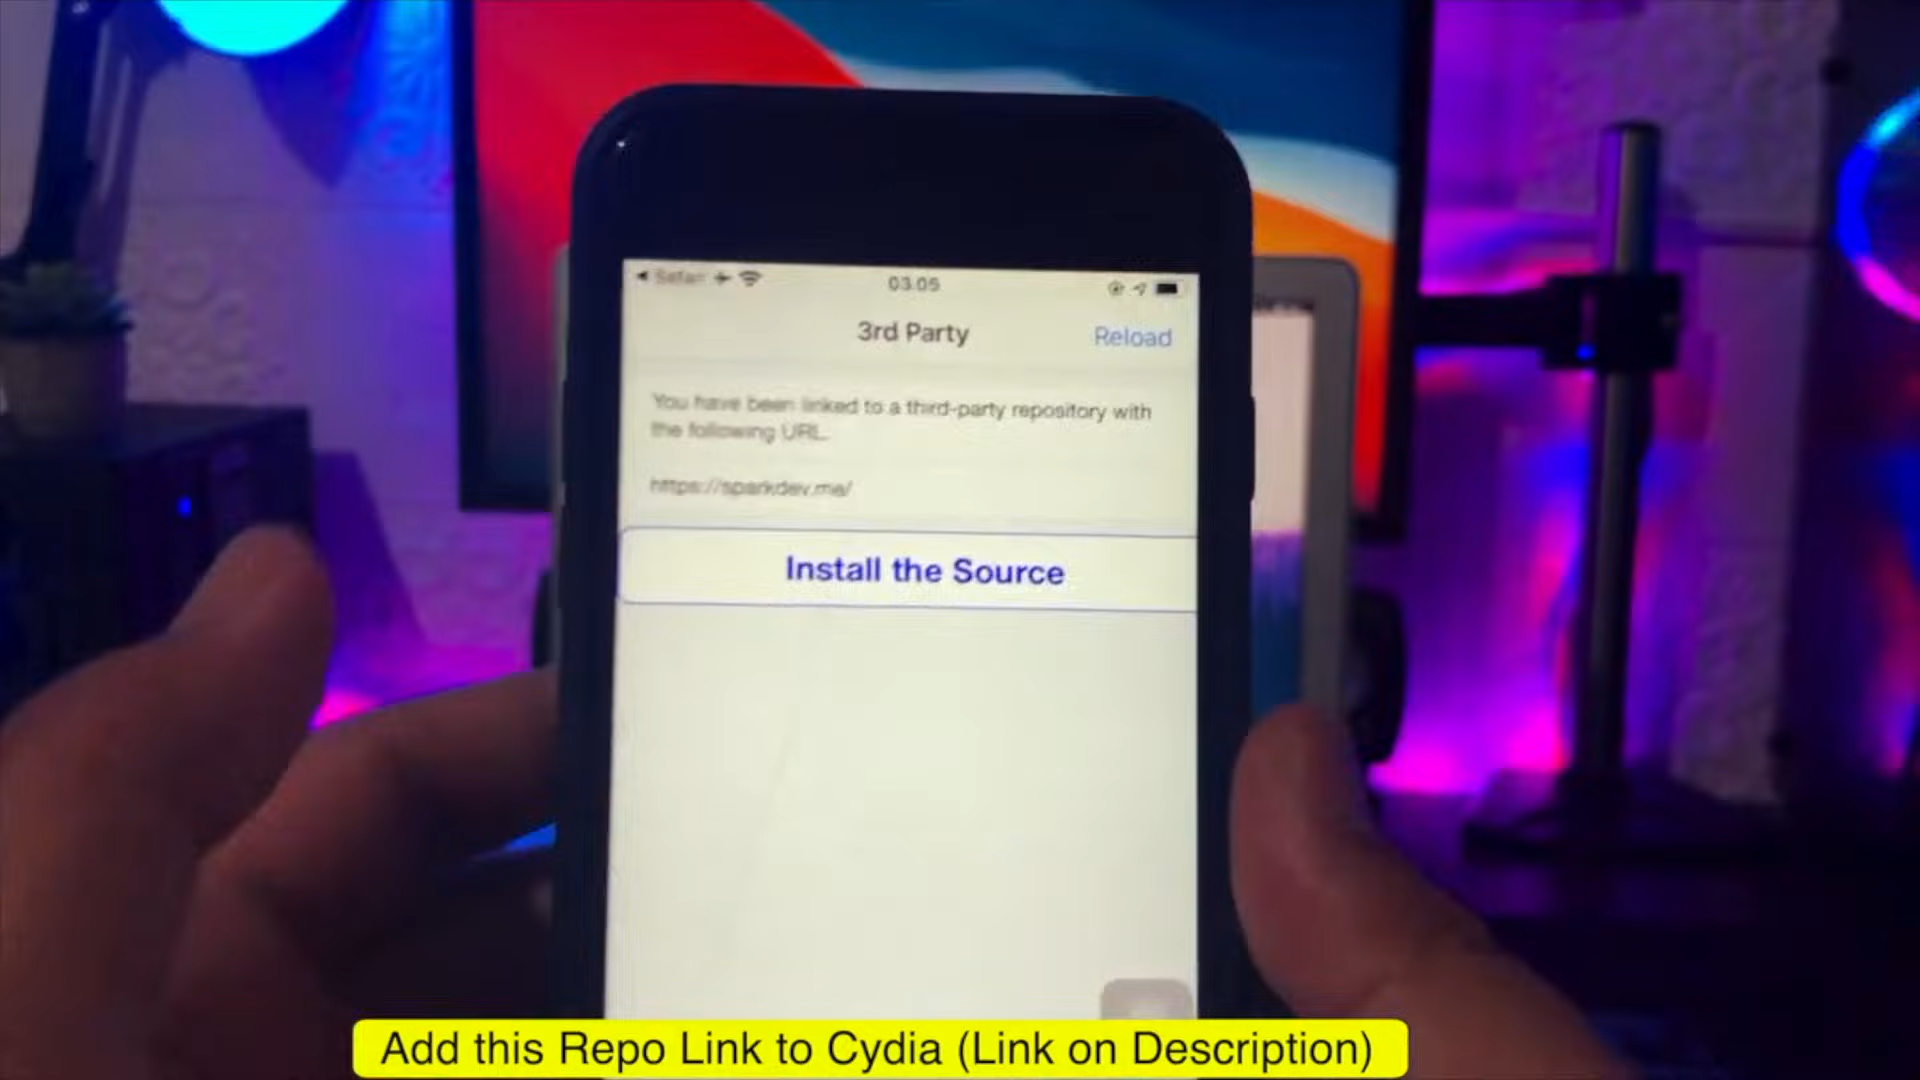 Safari
03.05
3rd Party
Reload
You have been linked to a third-party repository with
the following URL.
https://sparkdev.me/
Install the Source
Add this Repo Link to Cydia (Link on Description)